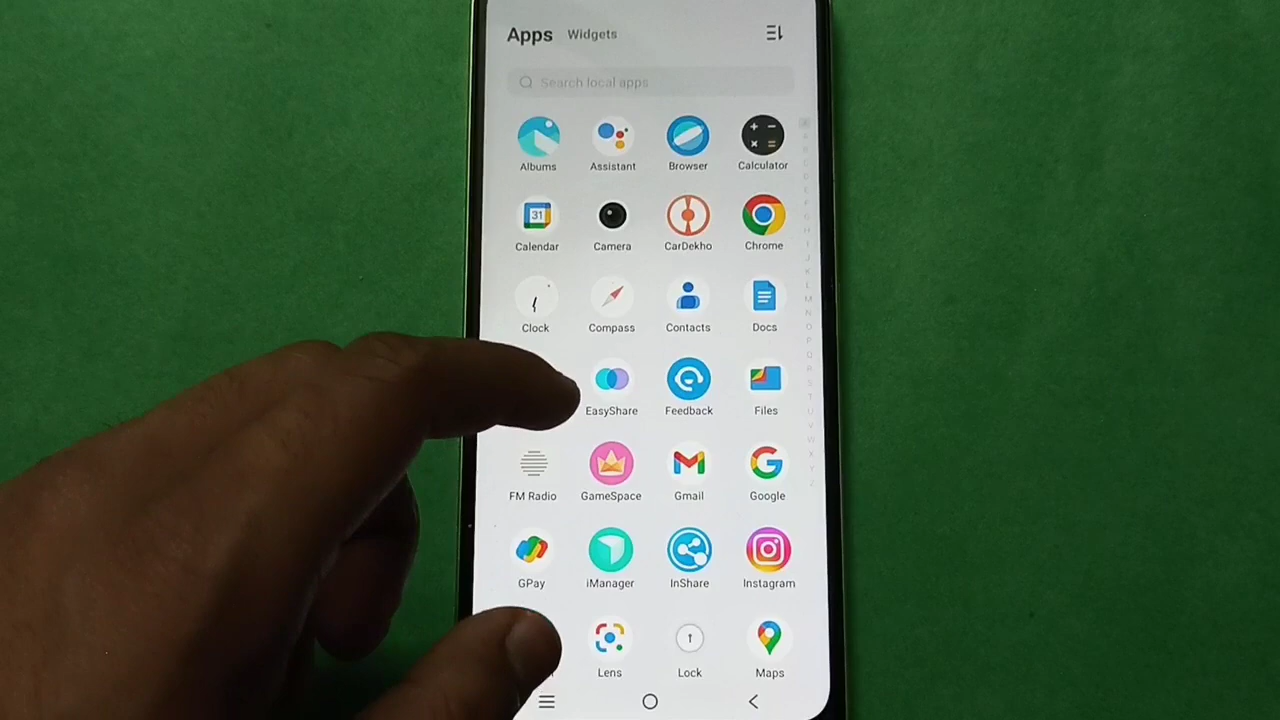 Apps Widgets
Search local apps
Albums Assistant Browser Calculator
31
Calendar Camera CarDekho Chrome
Clock Compass Contacts Docs
EasyShare Feedback Files
FM Radio GameSpace Gmail Google
GPay iManager InShare Instagram
Lens Lock Maps